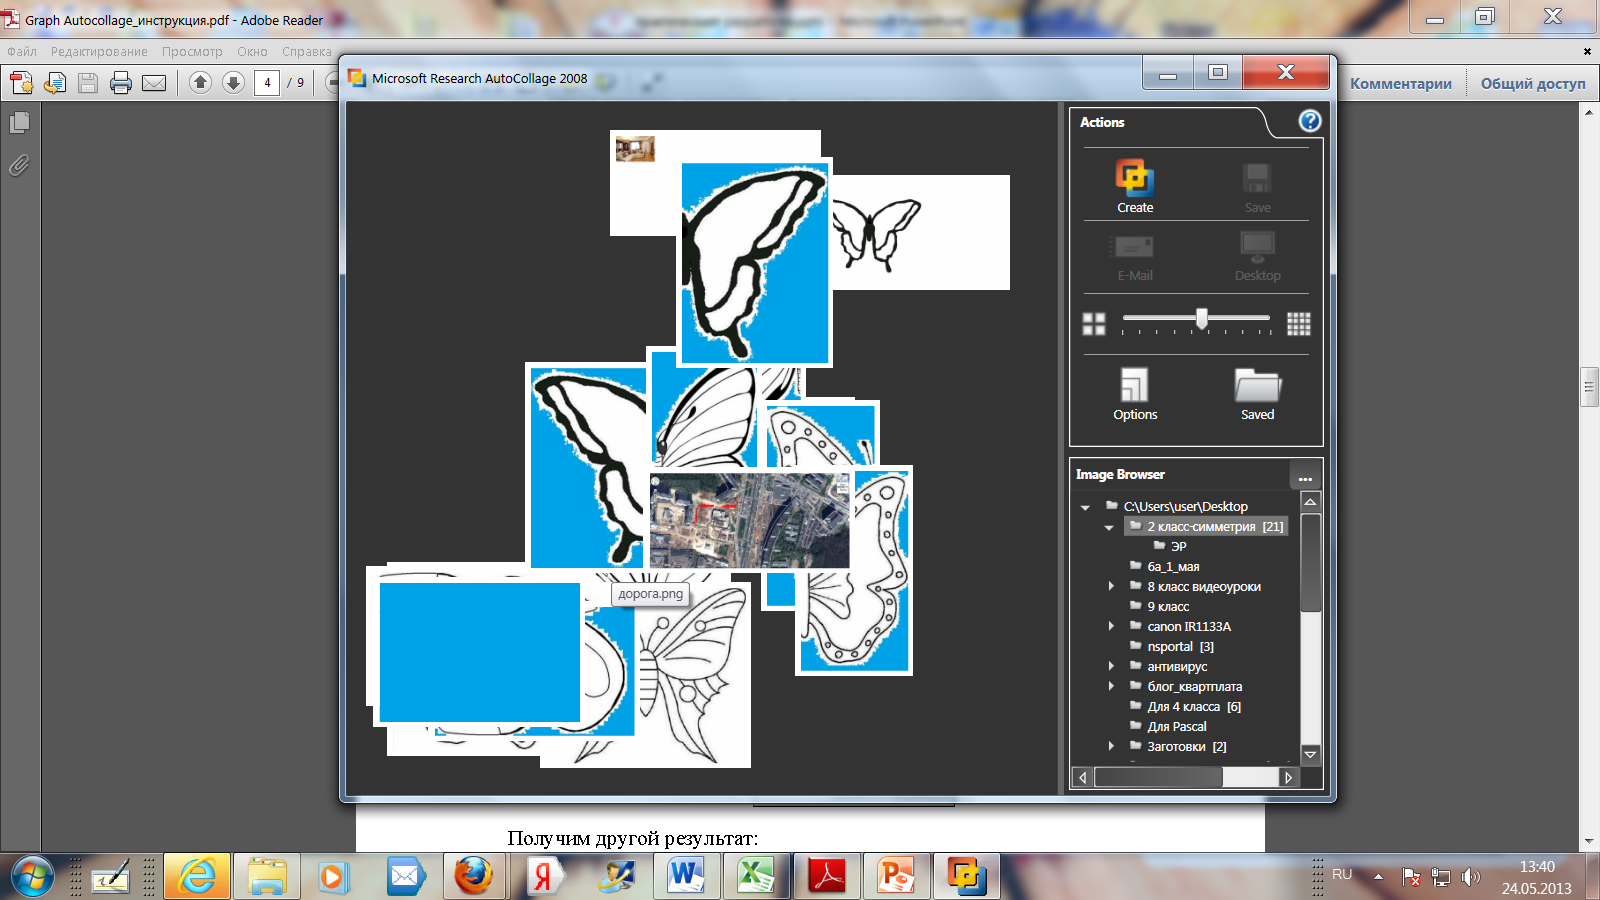 Graph Autocollage_инструкция.pdf - Adobe Reader
Файл Редактирование Просмотр Окно Справка
4 / 9
Комментарии Общий доступ
Microsoft Research AutoCollage 2008
Actions
?
Create Save
E-Mail Desktop
Options Saved
Image Browser ...
C:\Users\user\Desktop
2 класс-симметрия [21]
ЭР
6а_1_мая
8 класс видеоуроки
9 класс
canon IR1133A
nsportal [3]
антивирус
блог_квартплата
Для 4 класса [6]
Для Pascal
Заготовки [2]
дорога.png
Получим другой результат:
RU
13:40
24.05.2013